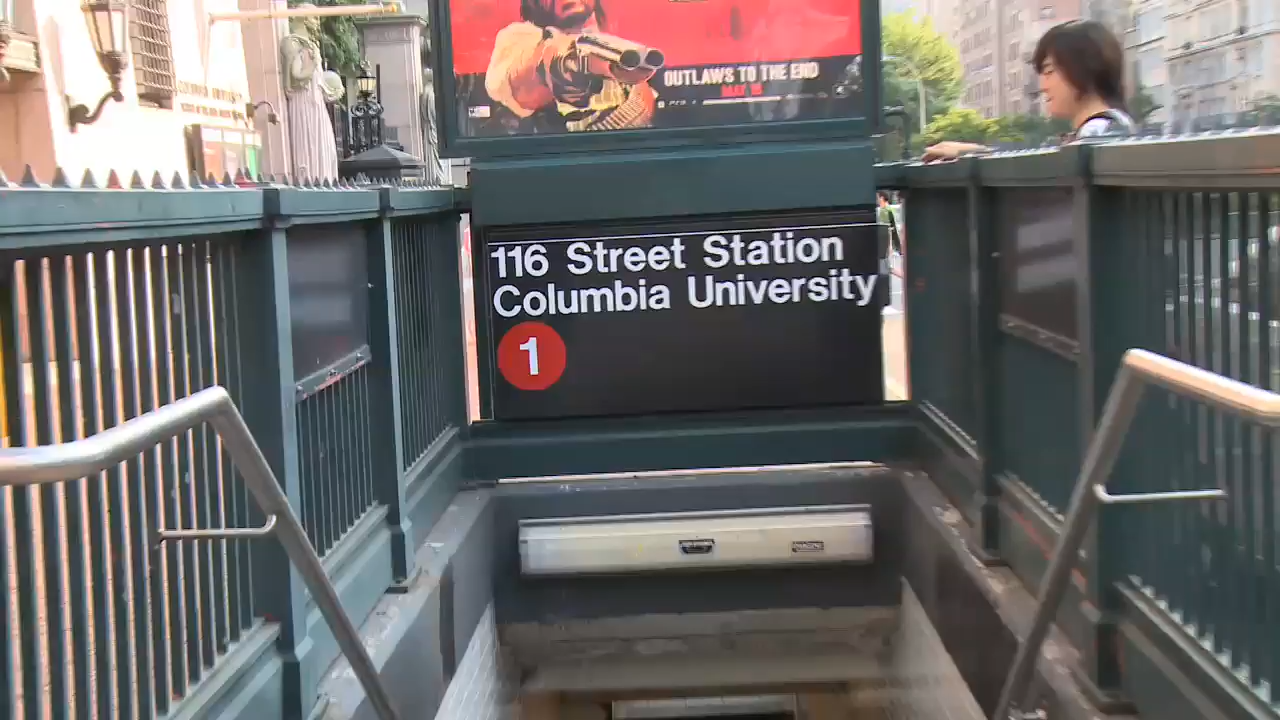 OUTLAWS TO THE END
116 Street Station
Columbia University
1